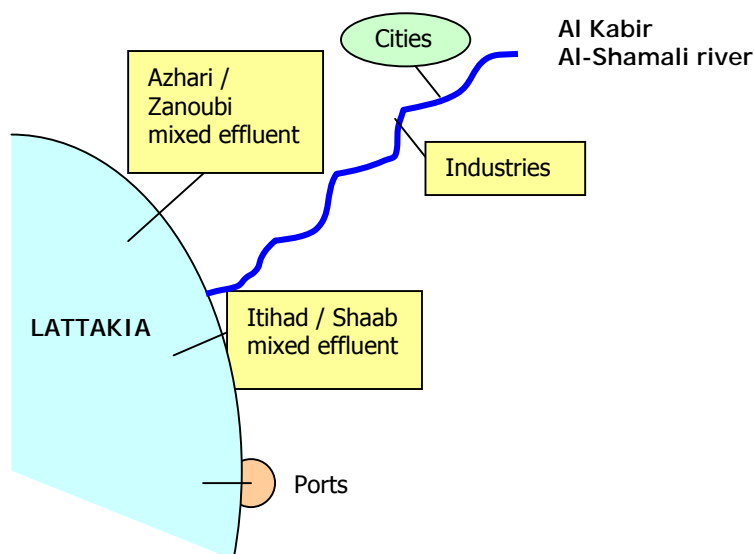 Cities
Al Kabir
Al-Shamali river
Azhari /
Zanoubi
mixed effluent
Industries
LATTAKIA
Itihad / Shaab
mixed effluent
Ports